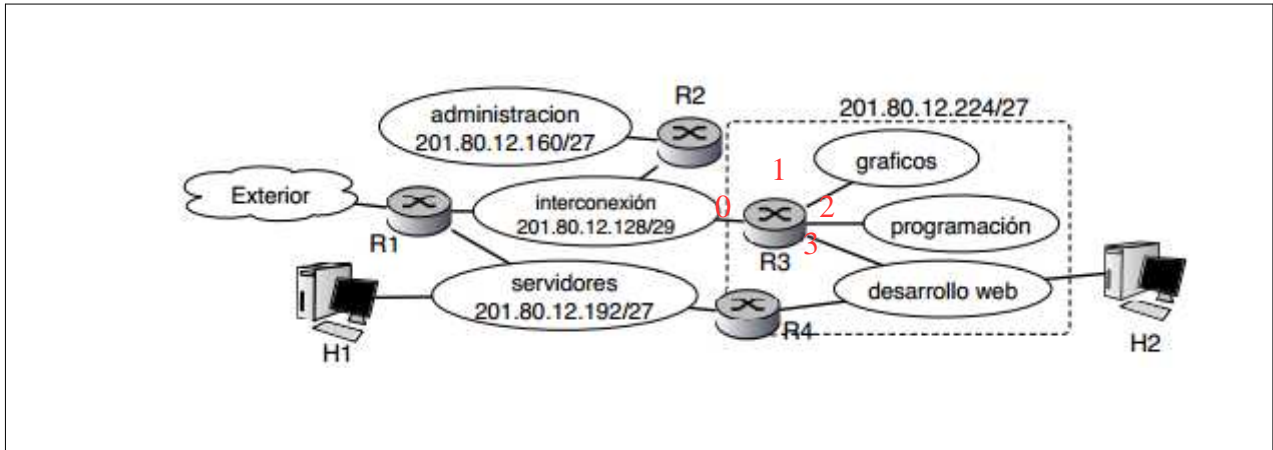 administracion
201.80.12.160/27
R2
201.80.12.224/27
graficos
1
Exterior
interconexión
201.80.12.128/29
0
2
programación
R1
3
R3
servidores
201.80.12.192/27
desarrollo web
R4
H1
H2